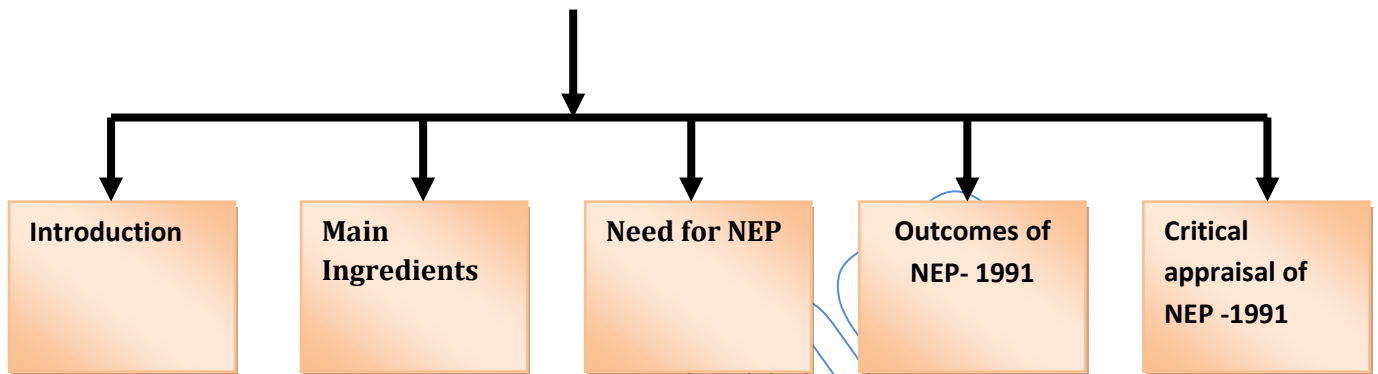 Introduction
Main
Ingredients
Need for NEP
Outcomes of
NEP- 1991
Critical
appraisal of
NEP -1991